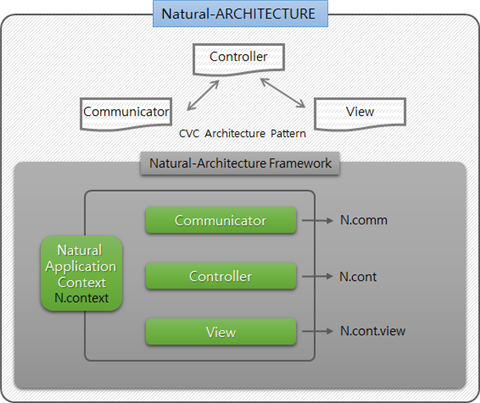 Natural-ARCHITECTURE
Controller
Communicator
View
CVC Architecture Pattern
Natural-Architecture Framework
Natural
Application
Context
N.context
Communicator
N.comm
Controller
N.cont
View
N.cont.view